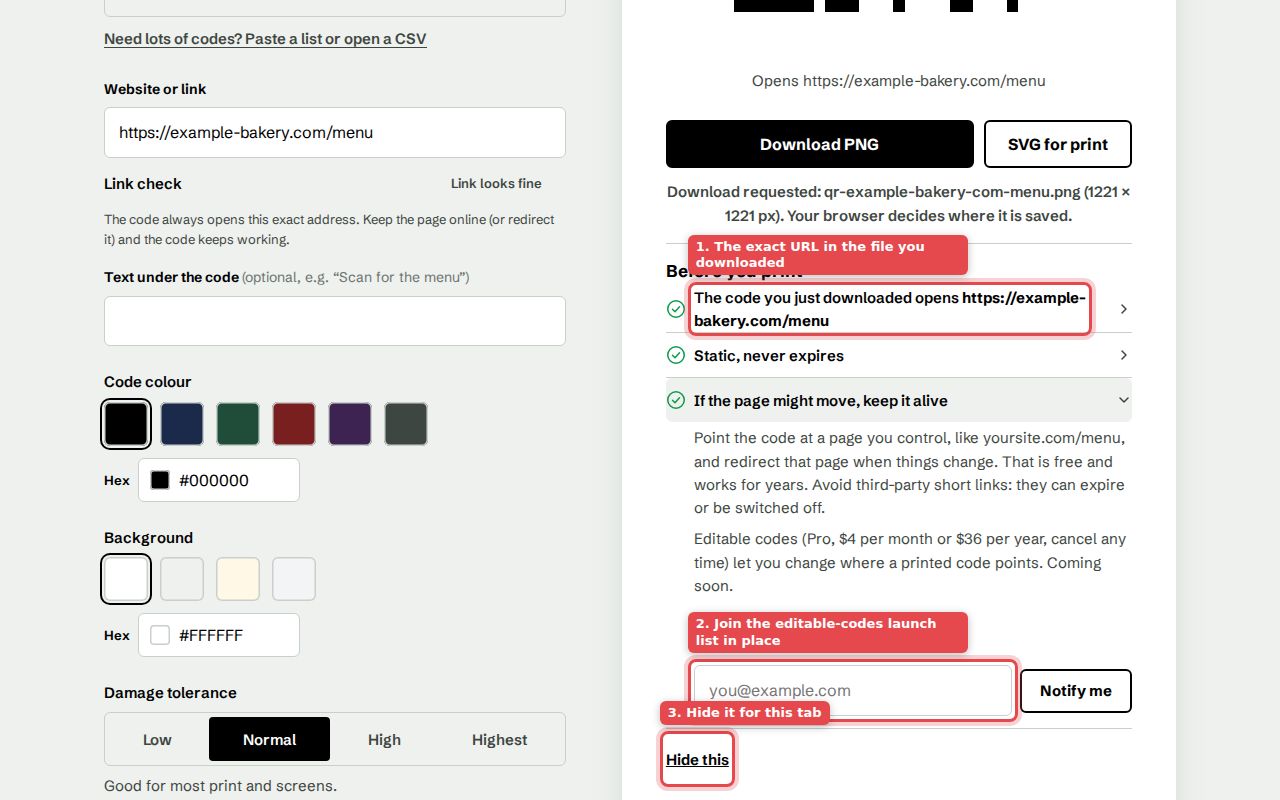 Need lots of codes? Paste a list or open a CSV
Website or link
https://example-bakery.com/menu
Link check
Link looks fine
The code always opens this exact address. Keep the page online (or redirect
it) and the code keeps working.
Text under the code (optional, e.g. “Scan for the menu”)
Code colour
Hex
#000000
Background
Hex
#FFFFFF
Damage tolerance
Low
Normal
High
Highest
Good for most print and screens.
Opens https://example-bakery.com/menu
Download PNG
SVG for print
Download requested: qr-example-bakery-com-menu.png (1221 ×
1221 px). Your browser decides where it is saved.
1. The exact URL in the file you
downloaded
Before you print
The code you just downloaded opens https://example-
bakery.com/menu
Static, never expires
If the page might move, keep it alive
Point the code at a page you control, like yoursite.com/menu,
and redirect that page when things change. That is free and
works for years. Avoid third-party short links: they can expire
or be switched off.
Editable codes (Pro, $4 per month or $36 per year, cancel any
time) let you change where a printed code points. Coming
soon.
2. Join the editable-codes launch
list in place
you@example.com
Notify me
3. Hide it for this tab
Hide this